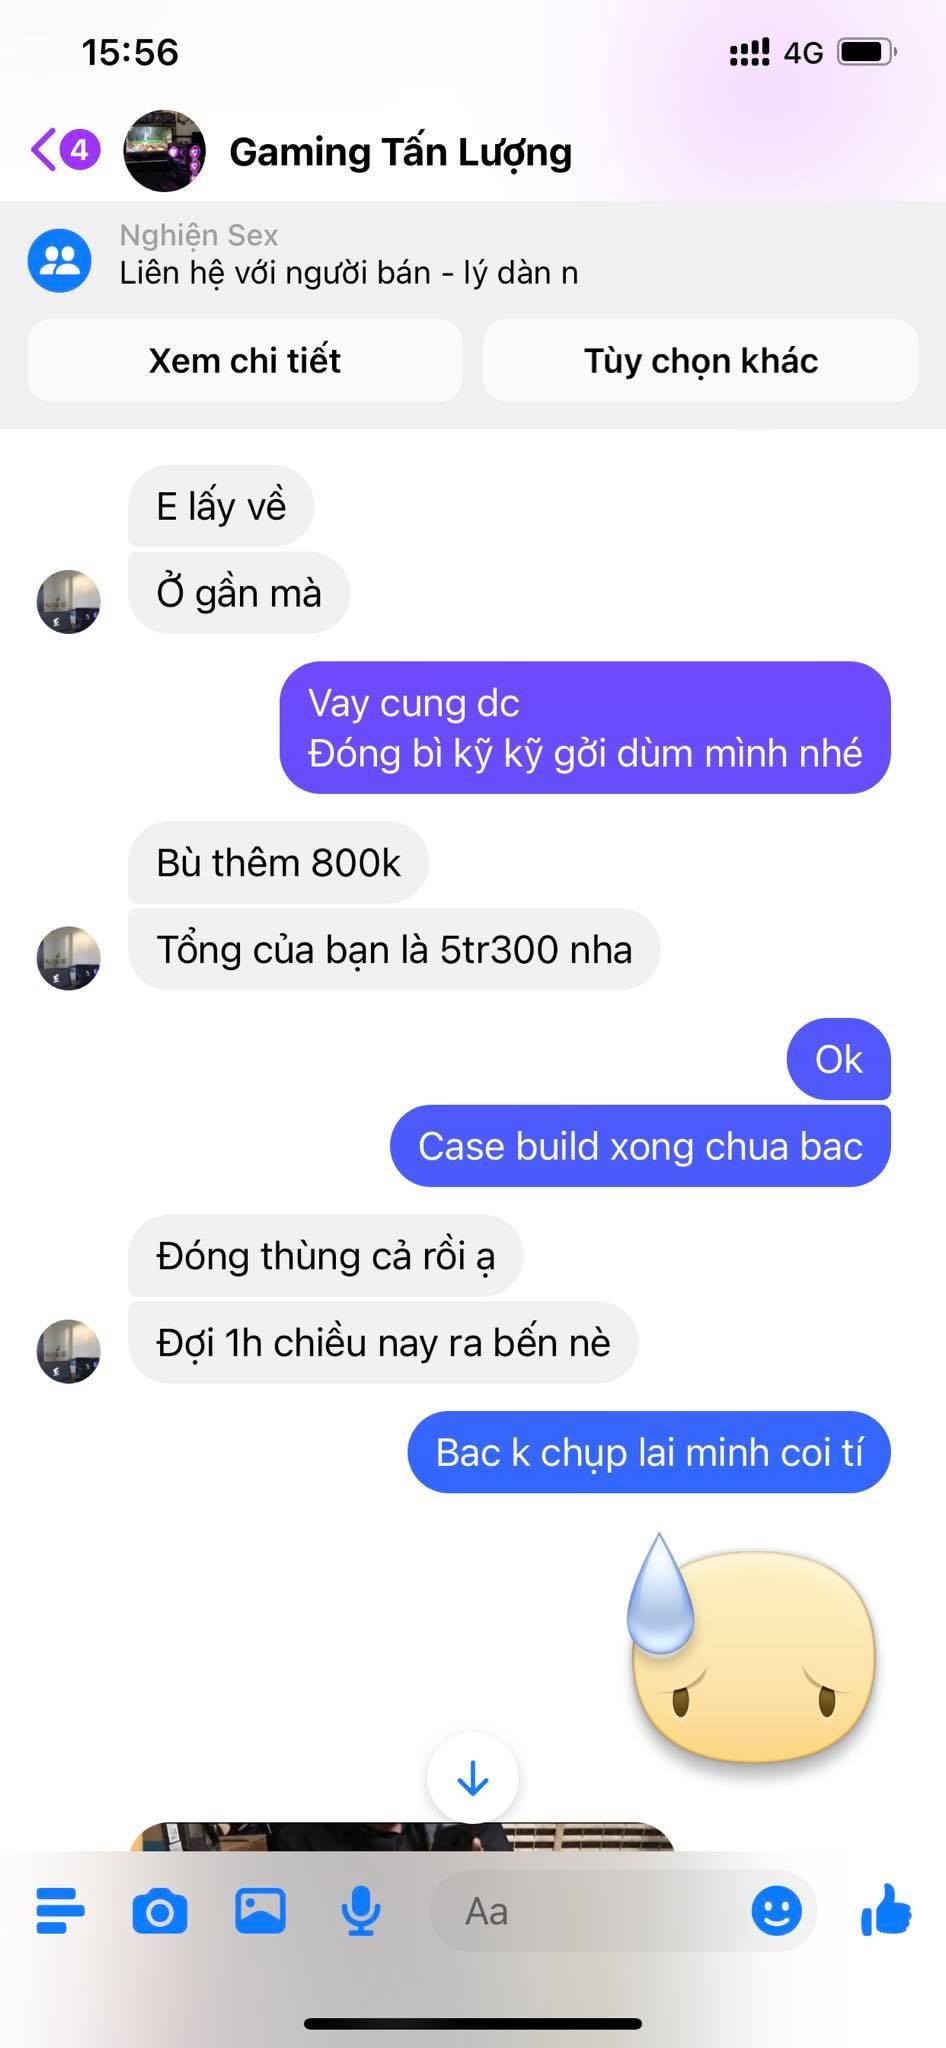 15:56
4G
4
Gaming Tấn Lượng
Nghiện Sex
Liên hệ với người bán - lý dàn n
Xem chi tiết
Tùy chọn khác
E lấy về
Ở gần mà
Vay cung dc
Đóng bì kỹ kỹ gởi dùm mình nhé
Bù thêm 800k
Tổng của bạn là 5tr300 nha
Ok
Case build xong chua bac
Đóng thùng cả rồi ạ
Đợi 1h chiều nay ra bến nè
Bac k chụp lai minh coi tí
Aa